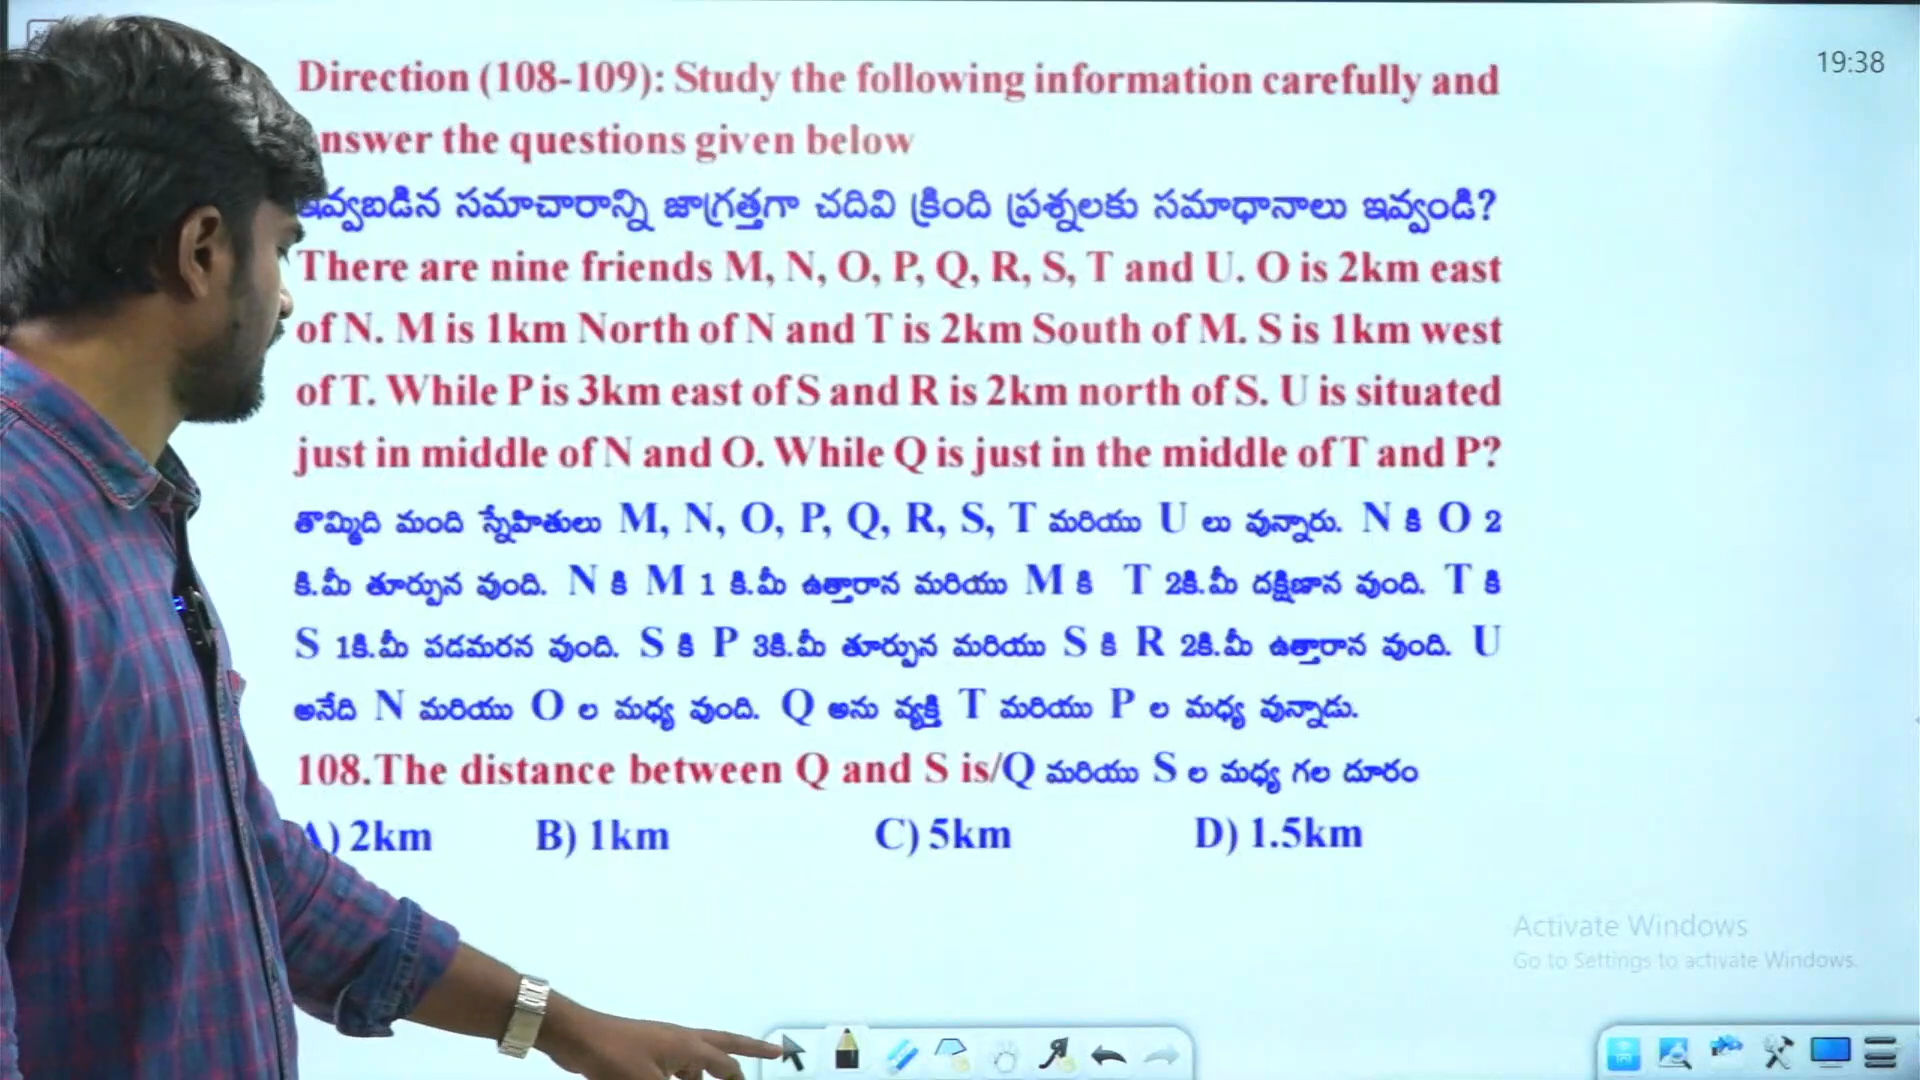 19:38
Direction (108-109): Study the following information carefully and
nswer the questions given below
ఇవ్వబడిన సమాచారాన్ని జాగ్రత్తగా చదివి క్రింది ప్రశ్నలకు సమాధానాలు ఇవ్వండి?
There are nine friends M, N, O, P, Q, R, S, T and U. O is 2km east
of N. M is 1km North of N and T is 2km South of M. S is 1km west
of T. While P is 3km east of S and R is 2km north of S. U is situated
just in middle of N and O. While Q is just in the middle of T and P?
తొమ్మిది మంది స్నేహితులు M, N, O, P, Q, R, S, T మరియు U లు వున్నారు. N కి O 2
కి.మీ తూర్పున వుంది. N కి M 1 కి.మీ ఉత్తారాన మరియు M కి T 2కి.మీ దక్షిణాన వుంది. T కి
S 1కి.మీ పడమరన వుంది. S కి P 3కి.మీ తూర్పున మరియు S కి R 2కి.మీ ఉత్తారాన వుంది. U
అనేది N మరియు O ల మధ్య వుంది. Q అను వ్యక్తి T మరియు P ల మధ్య వున్నాడు.
108.The distance between Q and S is/Q మరియు S ల మధ్య గల దూరం
A) 2km B) 1km C) 5km D) 1.5km
Activate Windows
Go to Settings to activate Windows.